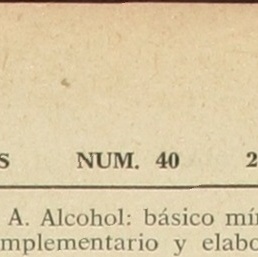 S NUM. 40 2
A. Alcohol: básico mí
mplementario y elabo